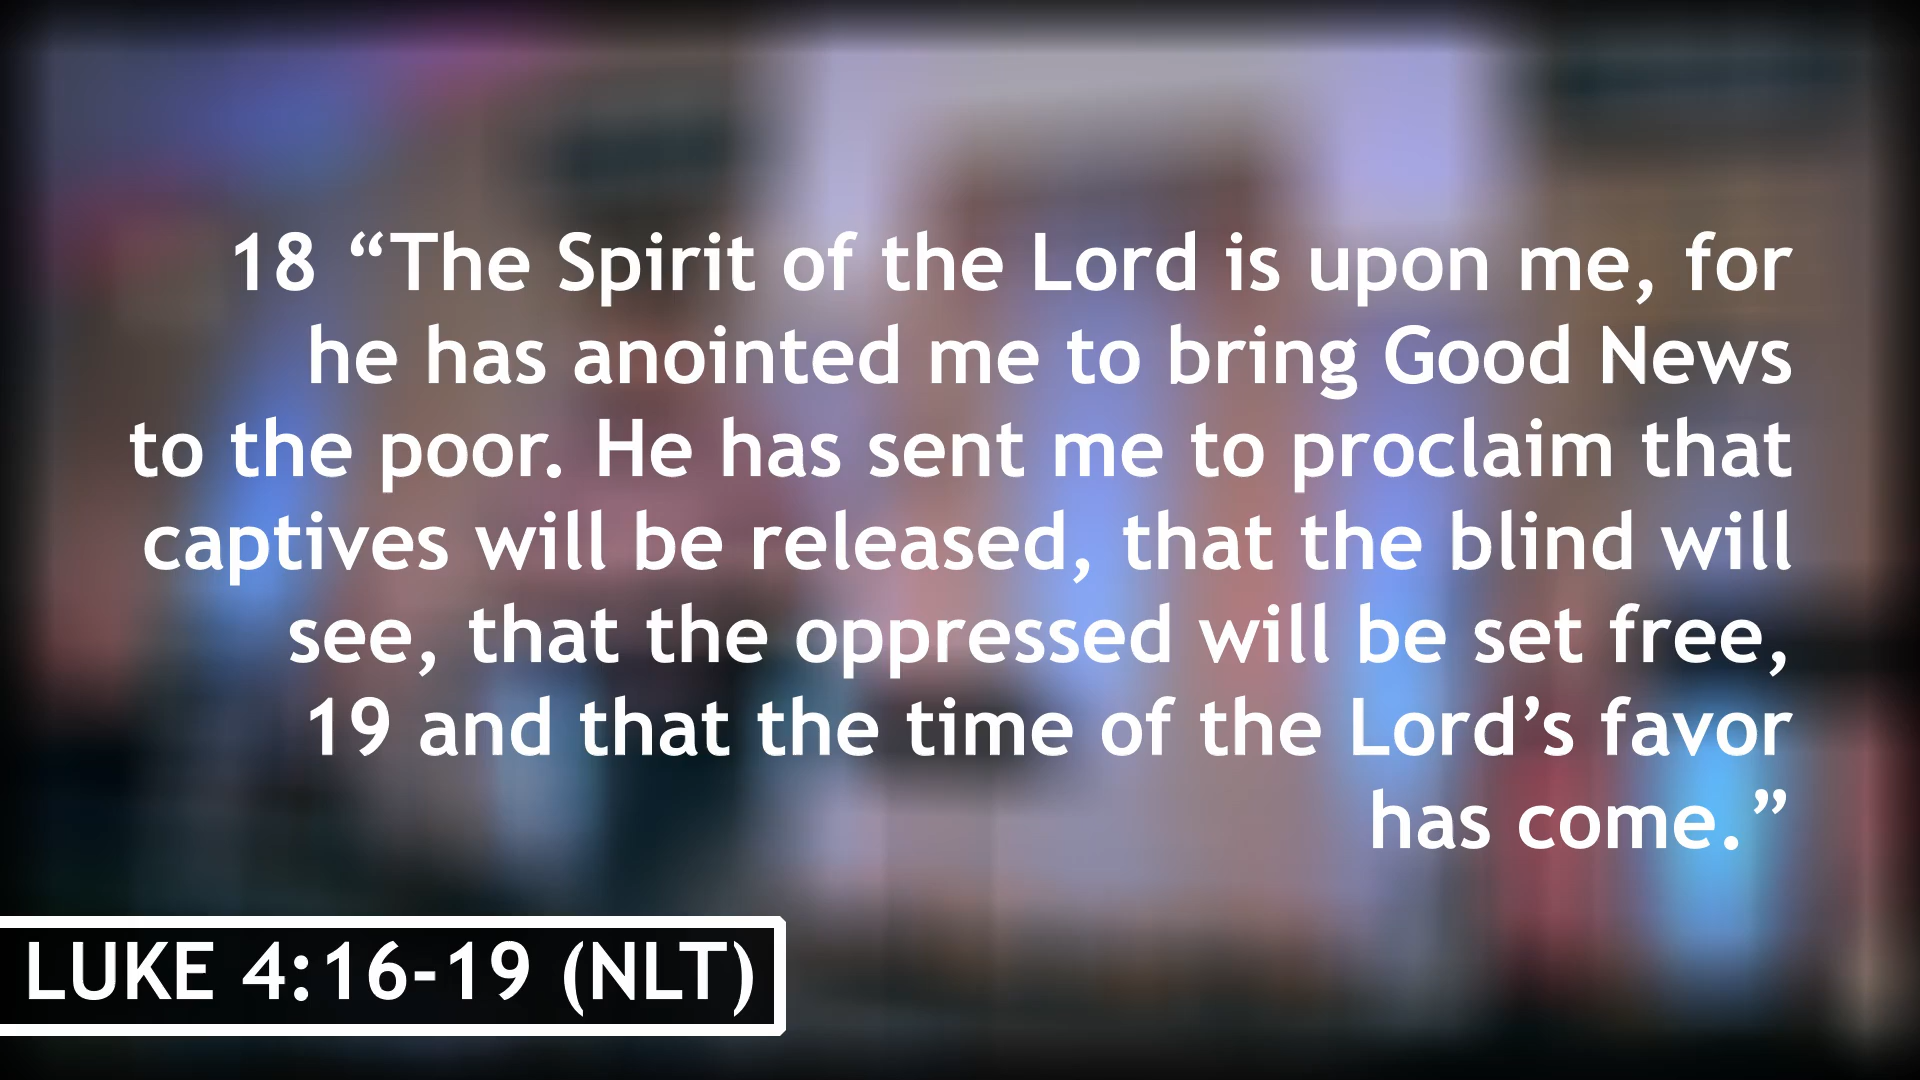 18 “The Spirit of the Lord is upon me, for
he has anointed me to bring Good News
to the poor. He has sent me to proclaim that
captives will be released, that the blind will
see, that the oppressed will be set free,
19 and that the time of the Lord’s favor
has come.”
LUKE 4:16-19 (NLT)